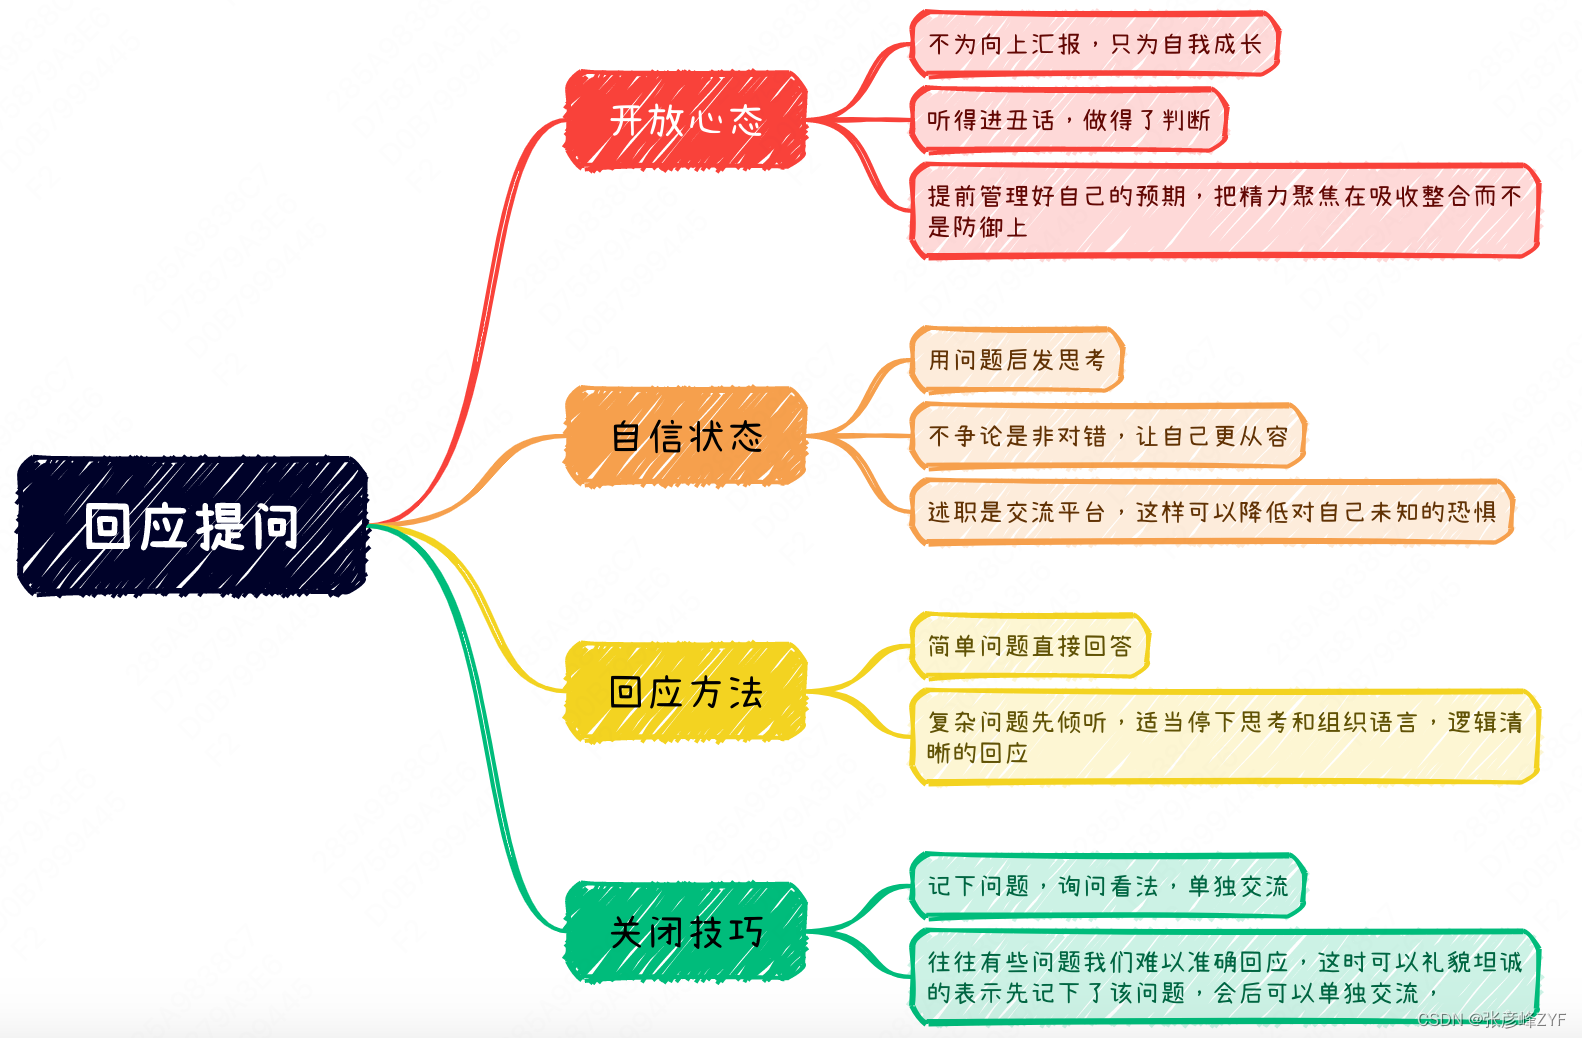 回应提问
开放心态
不为向上汇报，只为自我成长
听得进丑话，做得了判断
提前管理好自己的预期，把精力聚焦在吸收整合而不
是防御上
自信状态
用问题后发思考
不争论是非对错，让自己更从容
述职是交流平台，这样可以降低对自己未知的恐惧
回应方法
简单问题直接回答
复杂问题先倾听，适当停下思考和组织语言，逻辑清
晰的回应
关闭技巧
记下问题，询问看法，单独交流
往往有些问题我们难以准确回应，这时可以礼貌坦诚
的表示先记下了该问题，会后可以单独交流，
CSDN @张彦峰ZYF